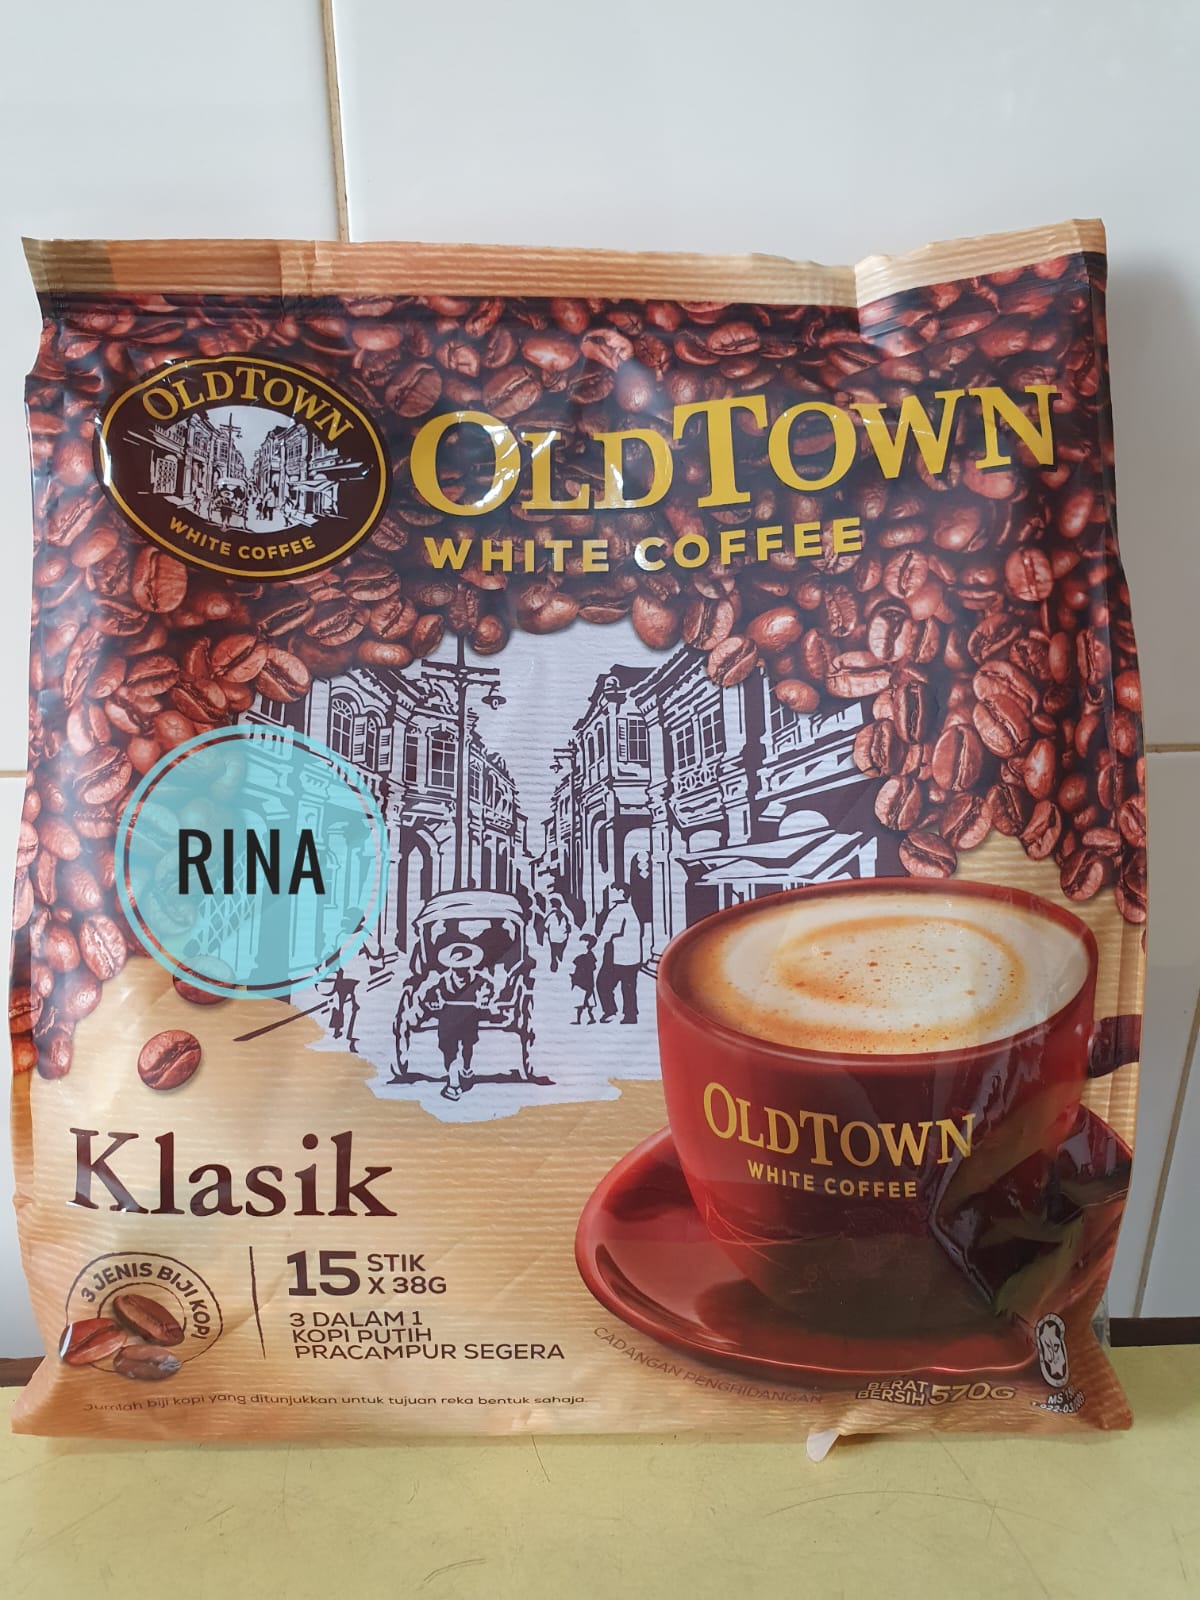 OLDTOWN
WHITE COFFEE
OLDTOWN
WHITE COFFEE
RINA
OLDTOWN
WHITE COFFEE
Klasik
3 JENIS BIJI KOPI
15 STIK
X 38G
3 DALAM 1
KOPI PUTIH
PRACAMPUR SEGERA
CADANGAN PENGHIDANGAN
BERAT
BERSIH 570G
Jumlah biji kopi yang ditunjukkan untuk tujuan reka bentuk sahaja.
MS